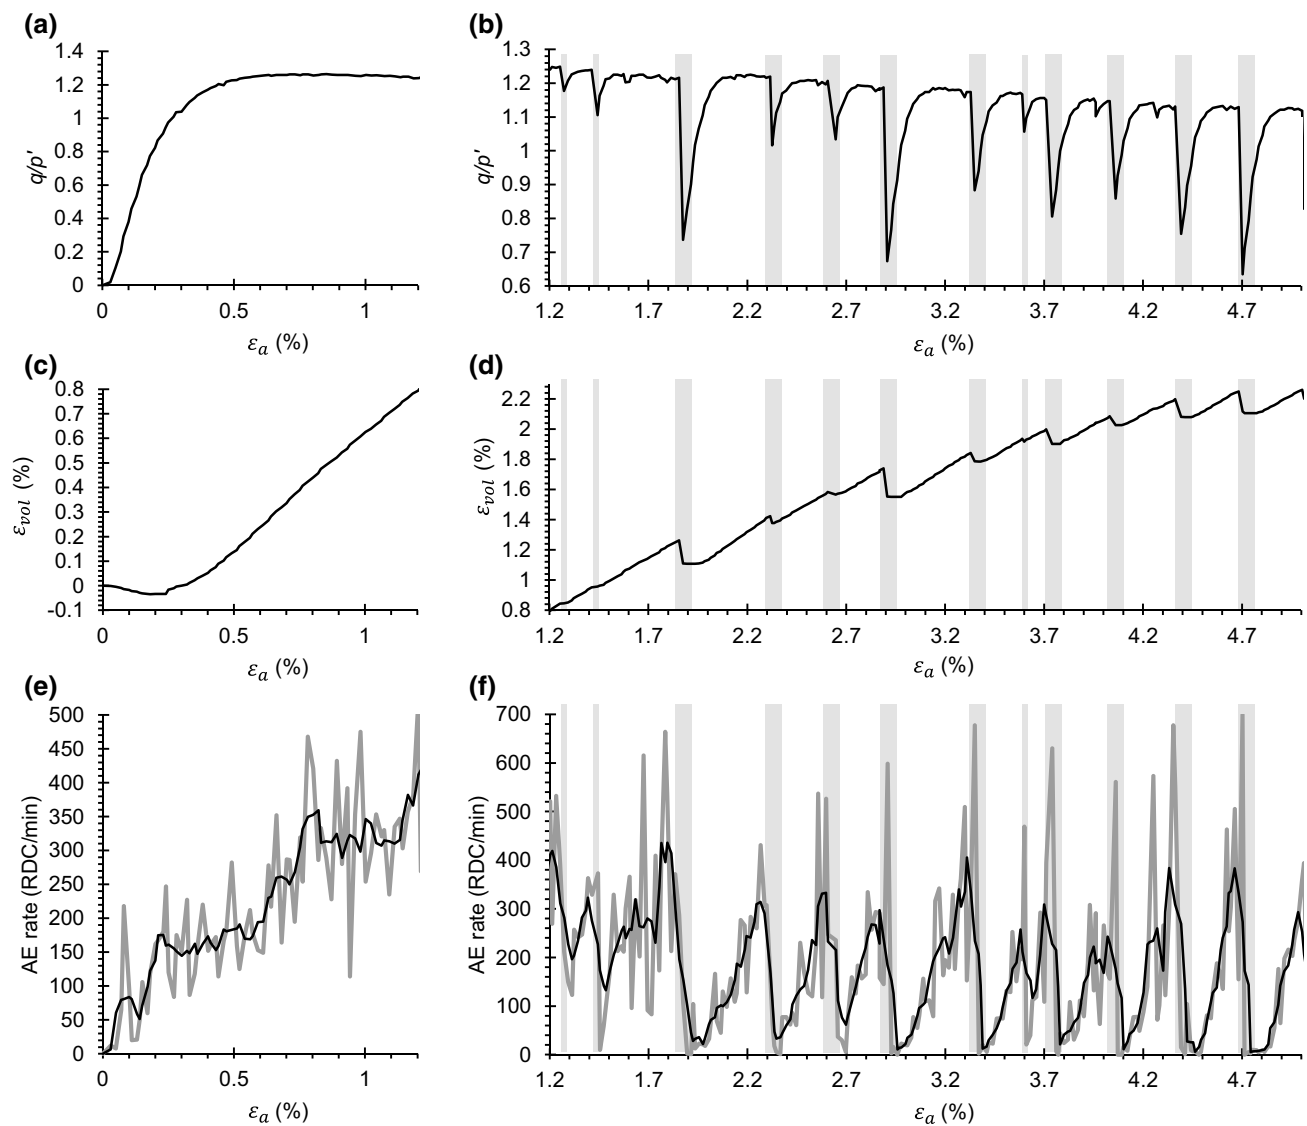 (a)
1.4
1.2
1
0.8
0.6
0.4
0.2
0
q/p'
0 0.5 1
εa (%)
(b)
1.3
1.2
1.1
1
0.9
0.8
0.7
0.6
q/p'
1.2 1.7 2.2 2.7 3.2 3.7 4.2 4.7
εa (%)
(c)
0.8
0.7
0.6
0.5
0.4
0.3
0.2
0.1
0
-0.1
εvol (%)
0 0.5 1
εa (%)
(d)
2.2
2
1.8
1.6
1.4
1.2
1
0.8
εvol (%)
1.2 1.7 2.2 2.7 3.2 3.7 4.2 4.7
εa (%)
(e)
500
450
400
350
300
250
200
150
100
50
0
AE rate (RDC/min)
0 0.5 1
εa (%)
(f)
700
600
500
400
300
200
100
0
AE rate (RDC/min)
1.2 1.7 2.2 2.7 3.2 3.7 4.2 4.7
εa (%)